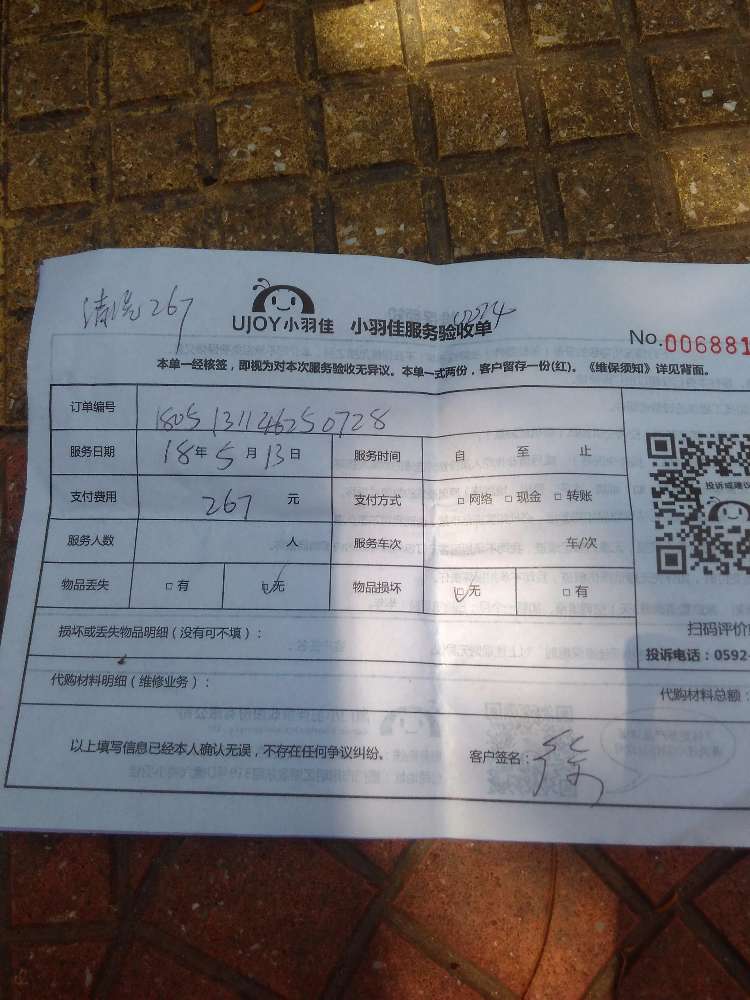 清洗267
UJOY小羽佳 小羽佳服务验收单
No.006881
本单一经核签，即视为对本次服务验收无异议。本单一式两份，客户留存一份(红)。《维保须知》详见背面。
订单编号 1805131146250728
服务日期 18年5月13日 服务时间 自 至 止
支付费用 267 元 支付方式 □网络 □现金 □转账
投诉或建议
服务人数 人 服务车次 车/次
物品丢失 □有 □无 物品损坏 □无 □有
扫码评价
损坏或丢失物品明细（没有可不填）：
投诉电话：0592-
代购材料明细（维修业务）：
代购材料总额：
以上填写信息已经本人确认无误，不存在任何争议纠纷。 客户签名：